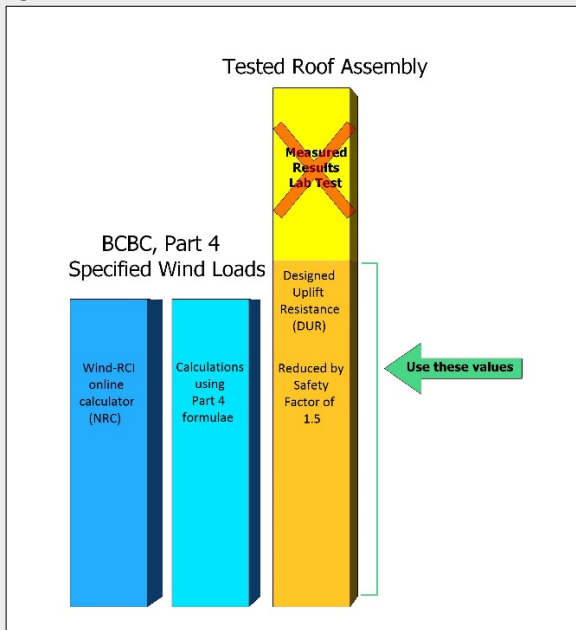 Tested Roof Assembly
Measured
Results
Lab Test
BCBC, Part 4
Specified Wind Loads
Designed
Uplift
Resistance
(DUR)
Reduced by
Safety
Factor of
1.5
Wind-RCI
online
calculator
(NRC)
Calculations
using
Part 4
formulae
Use these values